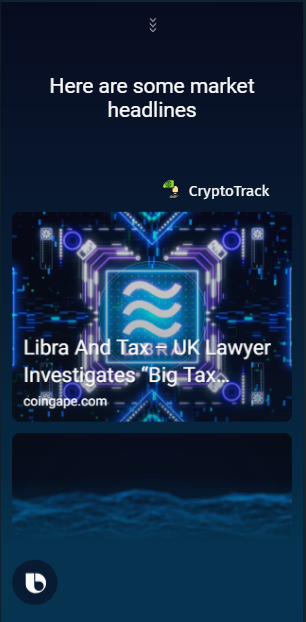 Here are some market
headlines
CryptoTrack
Libra And Tax – UK Lawyer
Investigates “Big Tax...
coingape.com